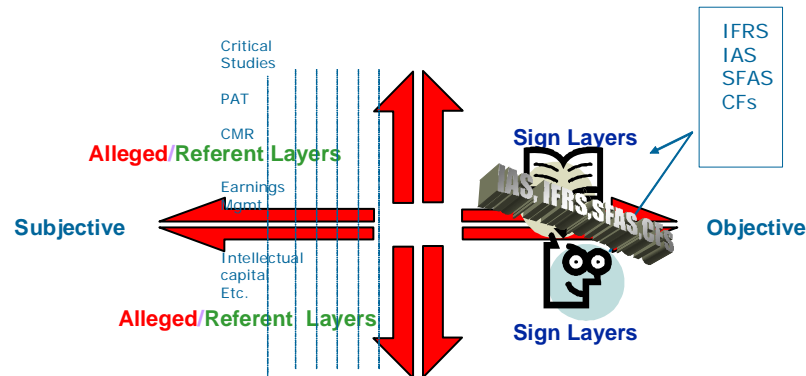 Critical
Studies
PAT
CMR
Alleged/Referent Layers
Earnings
Mgmt
Subjective
Intellectual
capital
Etc.
Alleged/Referent Layers
IFRS
IAS
SFAS
CFs
Sign Layers
IAS, IFRS,SFAS,CFS
Objective
Sign Layers